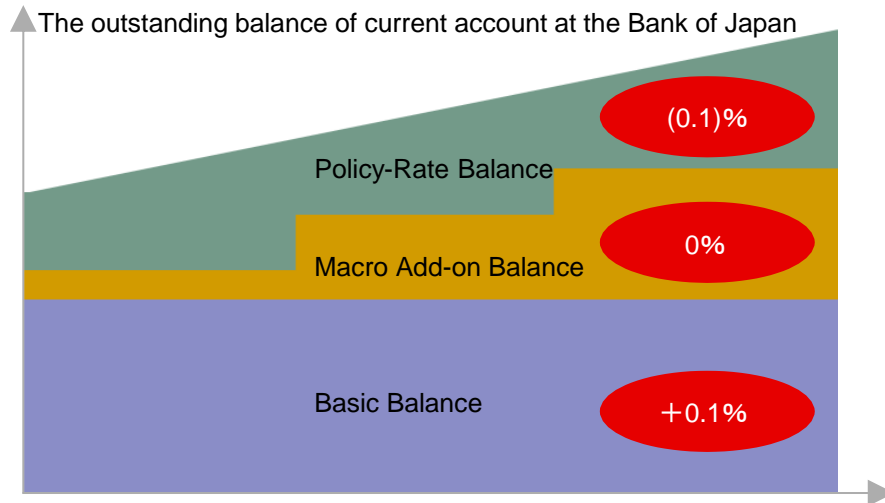 The outstanding balance of current account at the Bank of Japan
(0.1)%
Policy-Rate Balance
0%
Macro Add-on Balance
Basic Balance
+0.1%